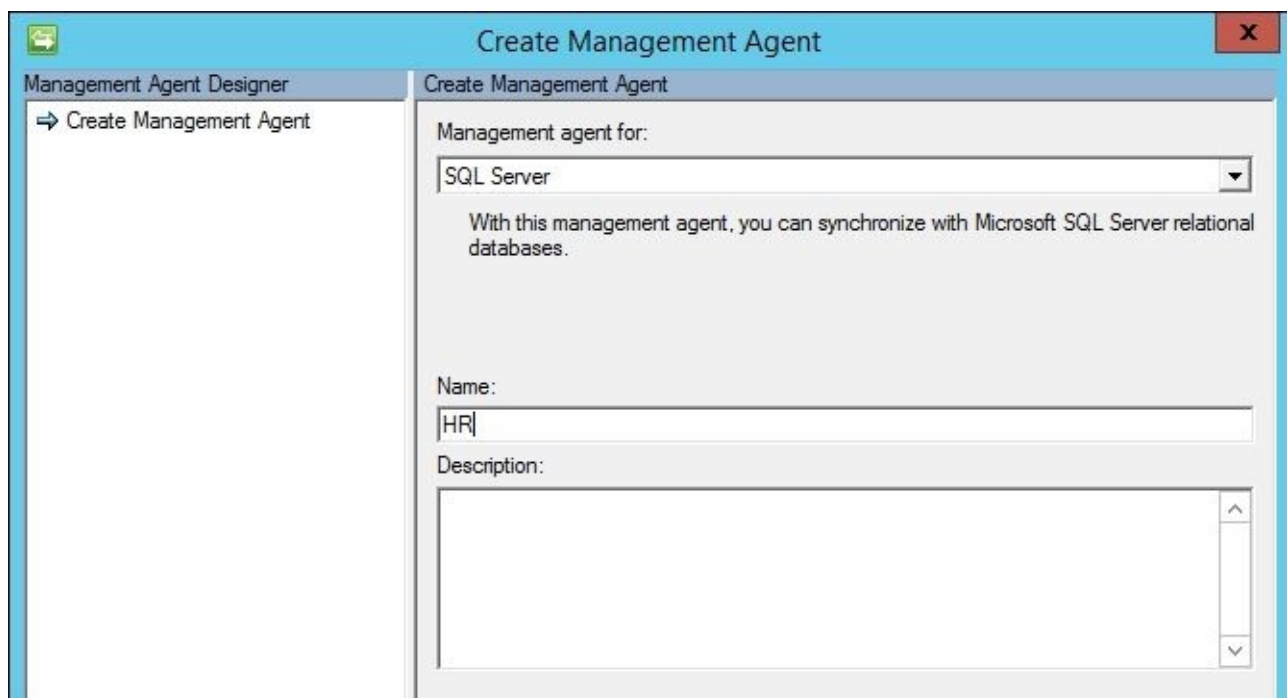 Create Management Agent
x
Management Agent Designer
Create Management Agent
Create Management Agent
Management agent for:
SQL Server
With this management agent, you can synchronize with Microsoft SQL Server relational
databases.
Name:
HR
Description: